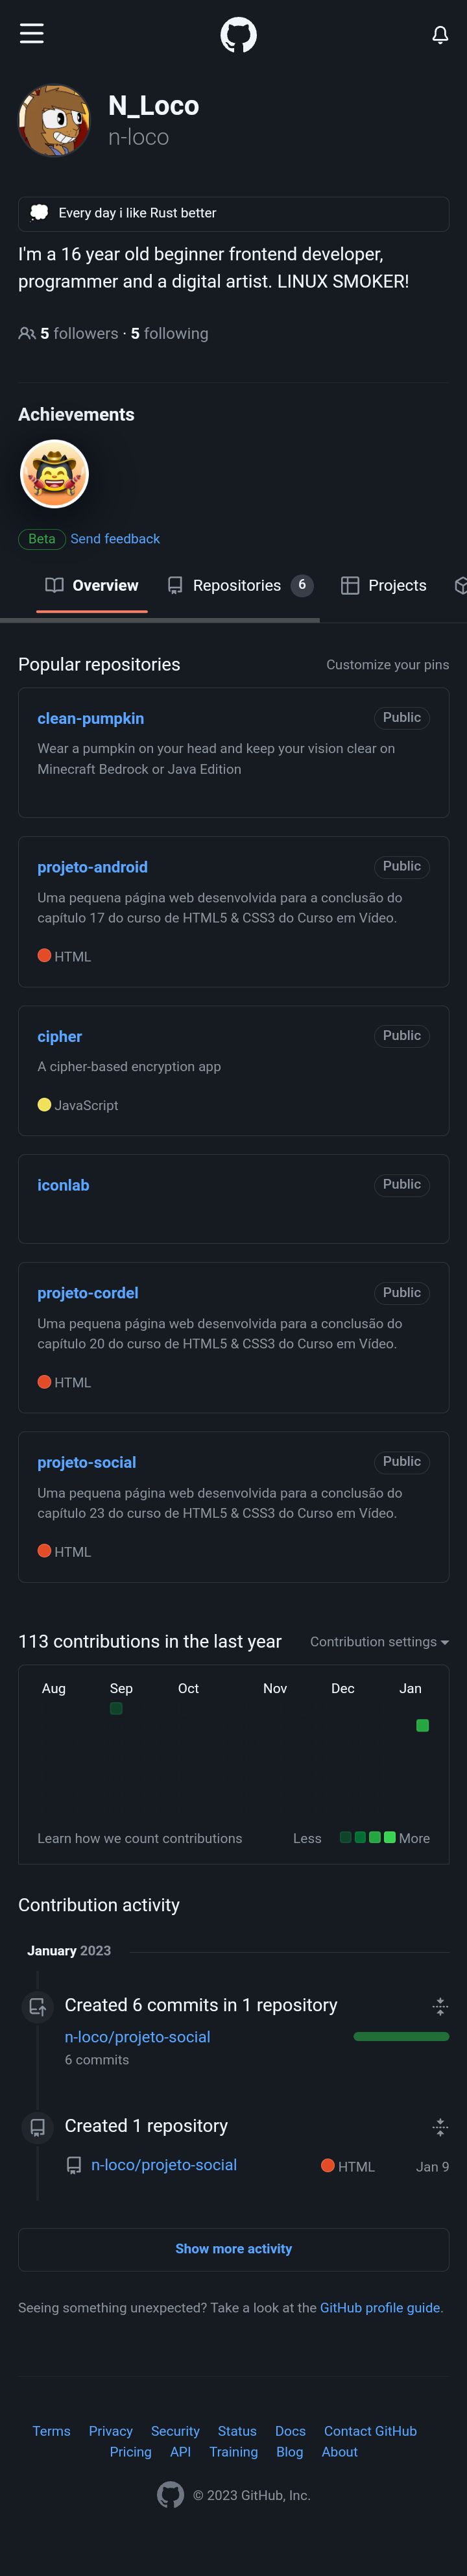 N_Loco
n-loco
Every day i like Rust better
I'm a 16 year old beginner frontend developer,
programmer and a digital artist. LINUX SMOKER!
5 followers · 5 following
Achievements
Beta Send feedback
Overview Repositories 6 Projects
Popular repositories Customize your pins
clean-pumpkin Public
Wear a pumpkin on your head and keep your vision clear on
Minecraft Bedrock or Java Edition
projeto-android Public
Uma pequena página web desenvolvida para a conclusão do
capítulo 17 do curso de HTML5 & CSS3 do Curso em Vídeo.
HTML
cipher Public
A cipher-based encryption app
JavaScript
iconlab Public
projeto-cordel Public
Uma pequena página web desenvolvida para a conclusão do
capítulo 20 do curso de HTML5 & CSS3 do Curso em Vídeo.
HTML
projeto-social Public
Uma pequena página web desenvolvida para a conclusão do
capítulo 23 do curso de HTML5 & CSS3 do Curso em Vídeo.
HTML
113 contributions in the last year Contribution settings
Aug Sep Oct Nov Dec Jan
Learn how we count contributions Less More
Contribution activity
January 2023
Created 6 commits in 1 repository
n-loco/projeto-social
6 commits
Created 1 repository
n-loco/projeto-social HTML Jan 9
Show more activity
Seeing something unexpected? Take a look at the GitHub profile guide.
Terms Privacy Security Status Docs Contact GitHub
Pricing API Training Blog About
© 2023 GitHub, Inc.